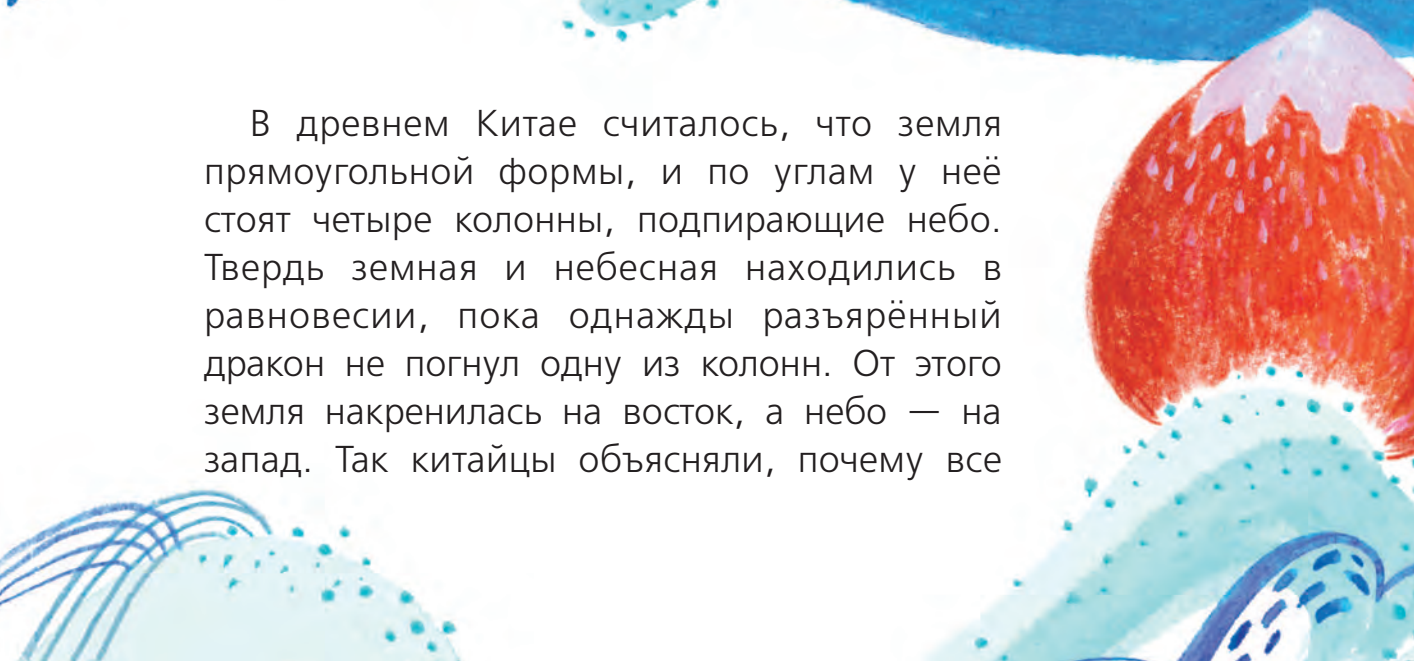 В древнем Китае считалось, что земля
прямоугольной формы, и по углам у неё
стоят четыре колонны, подпирающие небо.
Твердь земная и небесная находились в
равновесии, пока однажды разъярённый
дракон не погнул одну из колонн. От этого
земля накренилась на восток, а небо — на
запад. Так китайцы объясняли, почему все